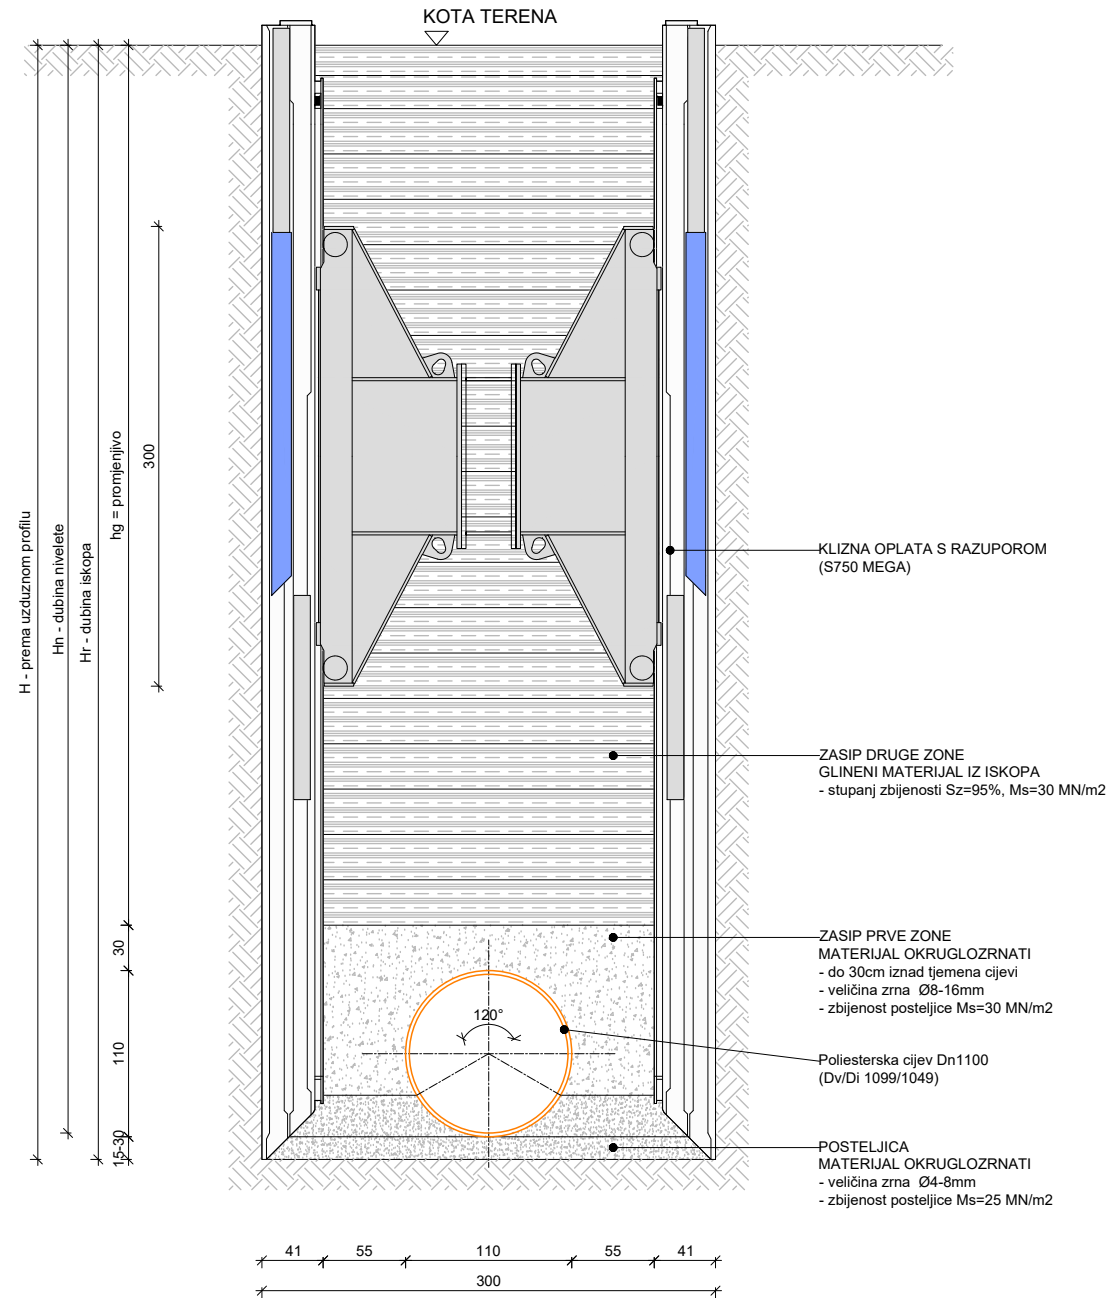 KOTA TERENA
H - prema uzduznom profilu
Hn - dubina nivelete
Hr - dubina iskopa
hg = promjenjivo
300
KLIZNA OPLATA S RAZUPOROM
(S750 MEGA)
ZASIP DRUGE ZONE
GLINENI MATERIJAL IZ ISKOPA
- stupanj zbijenosti Sz=95%, Ms=30 MN/m2
30
ZASIP PRVE ZONE
MATERIJAL OKRUGLOZRNATI
- do 30cm iznad tjemena cijevi
- veličina zrna Ø8-16mm
- zbijenost posteljice Ms=30 MN/m2
120°
110
Poliesterska cijev Dn1100
(Dv/Di 1099/1049)
15-30
POSTELJICA
MATERIJAL OKRUGLOZRNATI
- veličina zrna Ø4-8mm
- zbijenost posteljice Ms=25 MN/m2
41 55 110 55 41
300